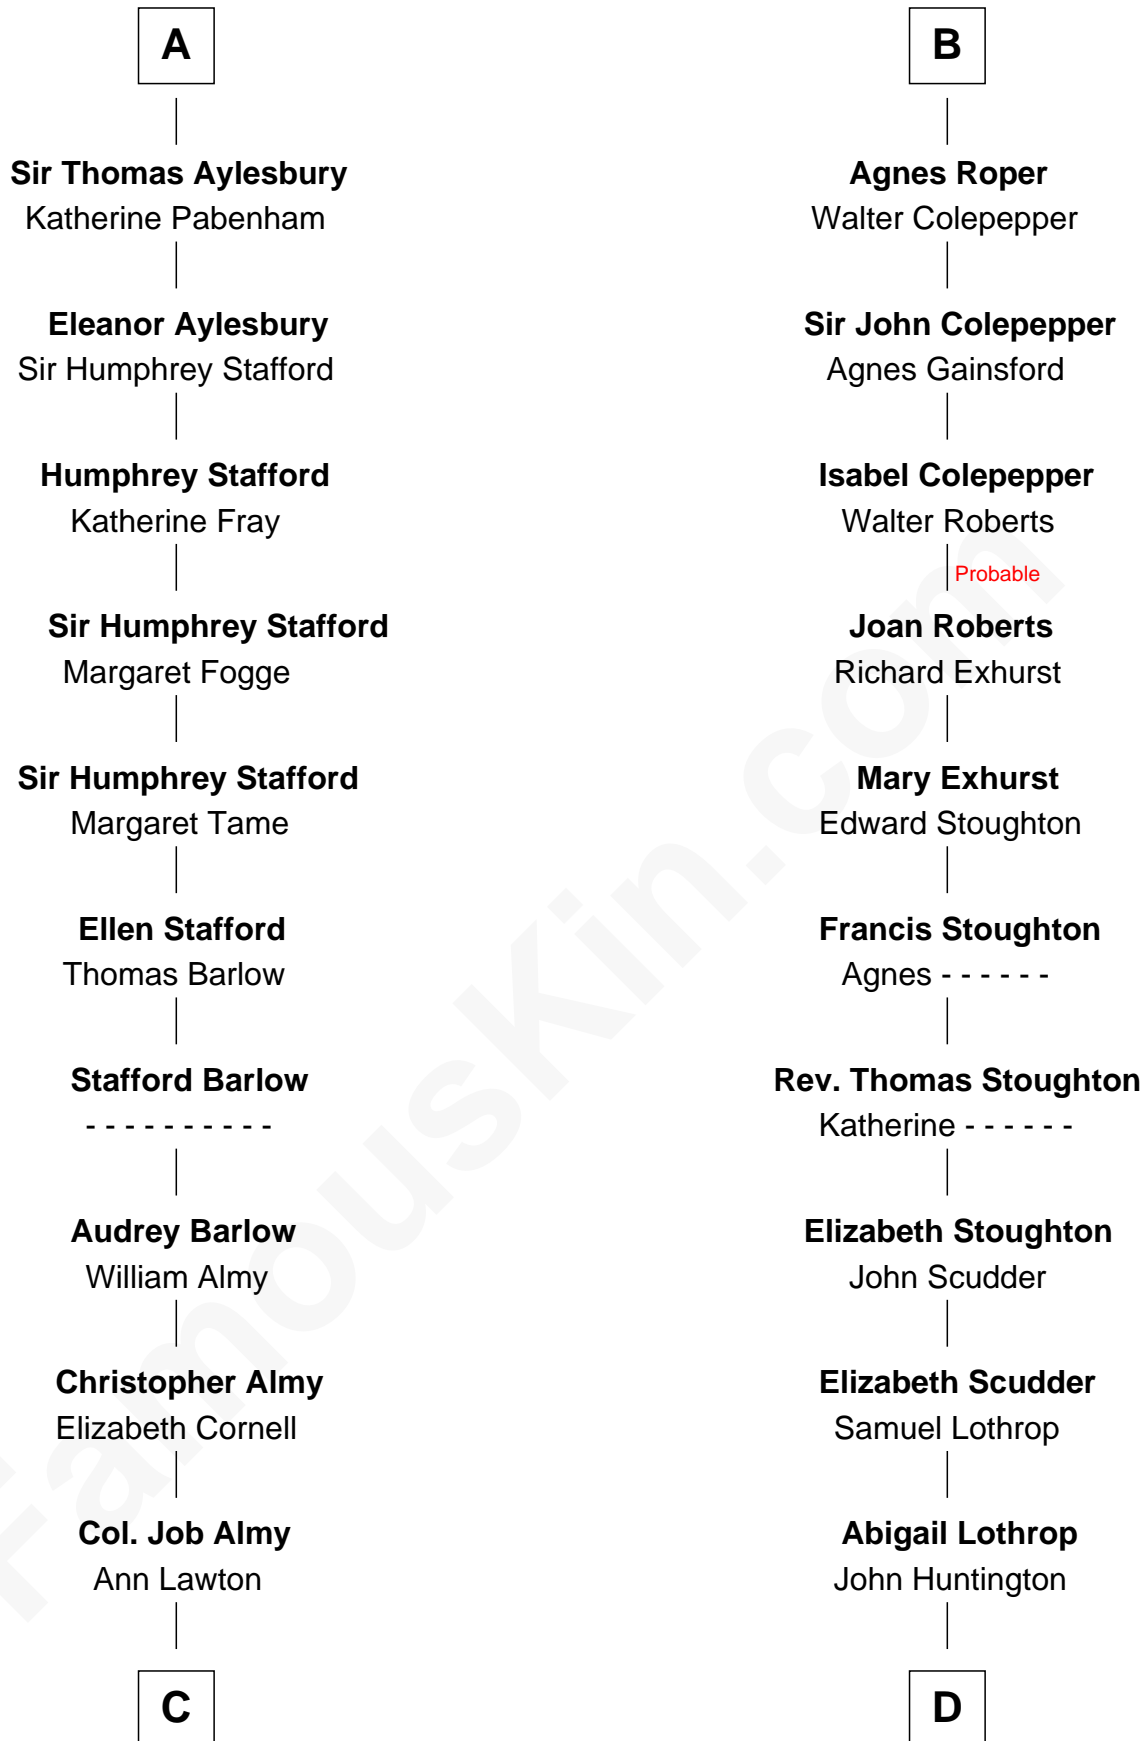 A
Sir Thomas Aylesbury
Katherine Pabenham
Eleanor Aylesbury
Sir Humphrey Stafford
Humphrey Stafford
Katherine Fray
Sir Humphrey Stafford
Margaret Fogge
Sir Humphrey Stafford
Margaret Tame
Ellen Stafford
Thomas Barlow
Stafford Barlow
- - - - - - - - - -
Audrey Barlow
William Almy
Christopher Almy
Elizabeth Cornell
Col. Job Almy
Ann Lawton
C
B
Agnes Roper
Walter Colepepper
Sir John Colepepper
Agnes Gainsford
Isabel Colepepper
Walter Roberts
Probable
Joan Roberts
Richard Exhurst
Mary Exhurst
Edward Stoughton
Francis Stoughton
Agnes - - - - - -
Rev. Thomas Stoughton
Katherine - - - - - -
Elizabeth Stoughton
John Scudder
Elizabeth Scudder
Samuel Lothrop
Abigail Lothrop
John Huntington
D
FamousKin.com